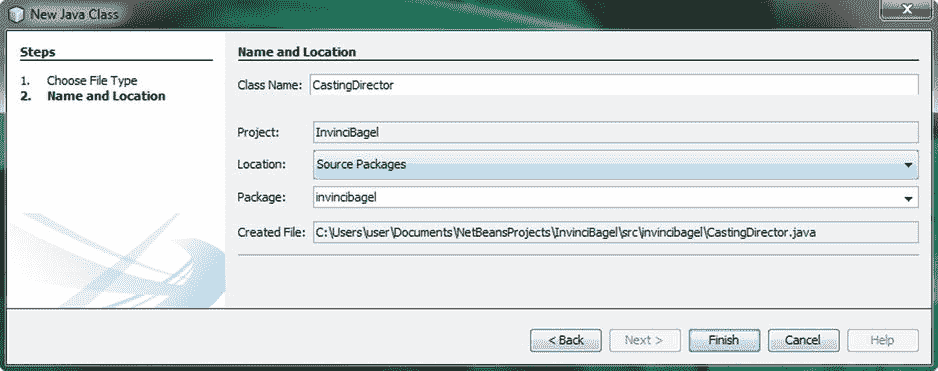 New Java Class
x
Steps
1. Choose File Type
2. Name and Location
Name and Location
Class Name: CastingDirector
Project: InvinciBagel
Location: Source Packages
Package: invincibagel
Created File: C:\Users\user\Documents\NetBeansProjects\InvinciBagel\src\invincibagel\CastingDirector.java
< Back Next > Finish Cancel Help